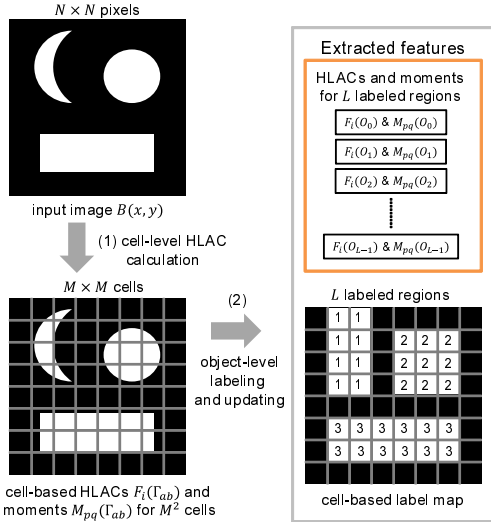 N × N pixels
input image B(x, y)
(1) cell-level HLAC
calculation
M × M cells
cell-based HLACs F_i(Γ_ab) and
moments M_pq(Γ_ab) for M² cells
(2)
object-level
labeling
and updating
Extracted features
HLACs and moments
for L labeled regions
F_i(O_0) & M_pq(O_0)
F_i(O_1) & M_pq(O_1)
F_i(O_2) & M_pq(O_2)
F_i(O_{L−1}) & M_pq(O_{L−1})
L labeled regions
1 1
1 1 2 2 2
1 1 2 2 2
1 1 2 2 2
3 3 3 3 3 3
3 3 3 3 3 3
cell-based label map